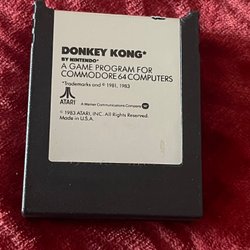 DONKEY KONG*
BY NINTENDO*
A GAME PROGRAM FOR
COMMODORE 64 COMPUTERS
*Trademarks and © 1981, 1983
ATARI
A Warner Communications Company
© 1983 ATARI, INC. All Rights Reserved.
Made in U.S.A.